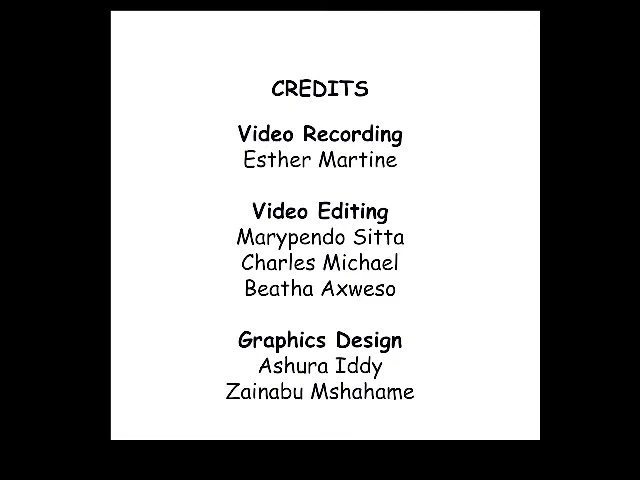 CREDITS
Video Recording
Esther Martine
Video Editing
Marypendo Sitta
Charles Michael
Beatha Axweso
Graphics Design
Ashura Iddy
Zainabu Mshahame